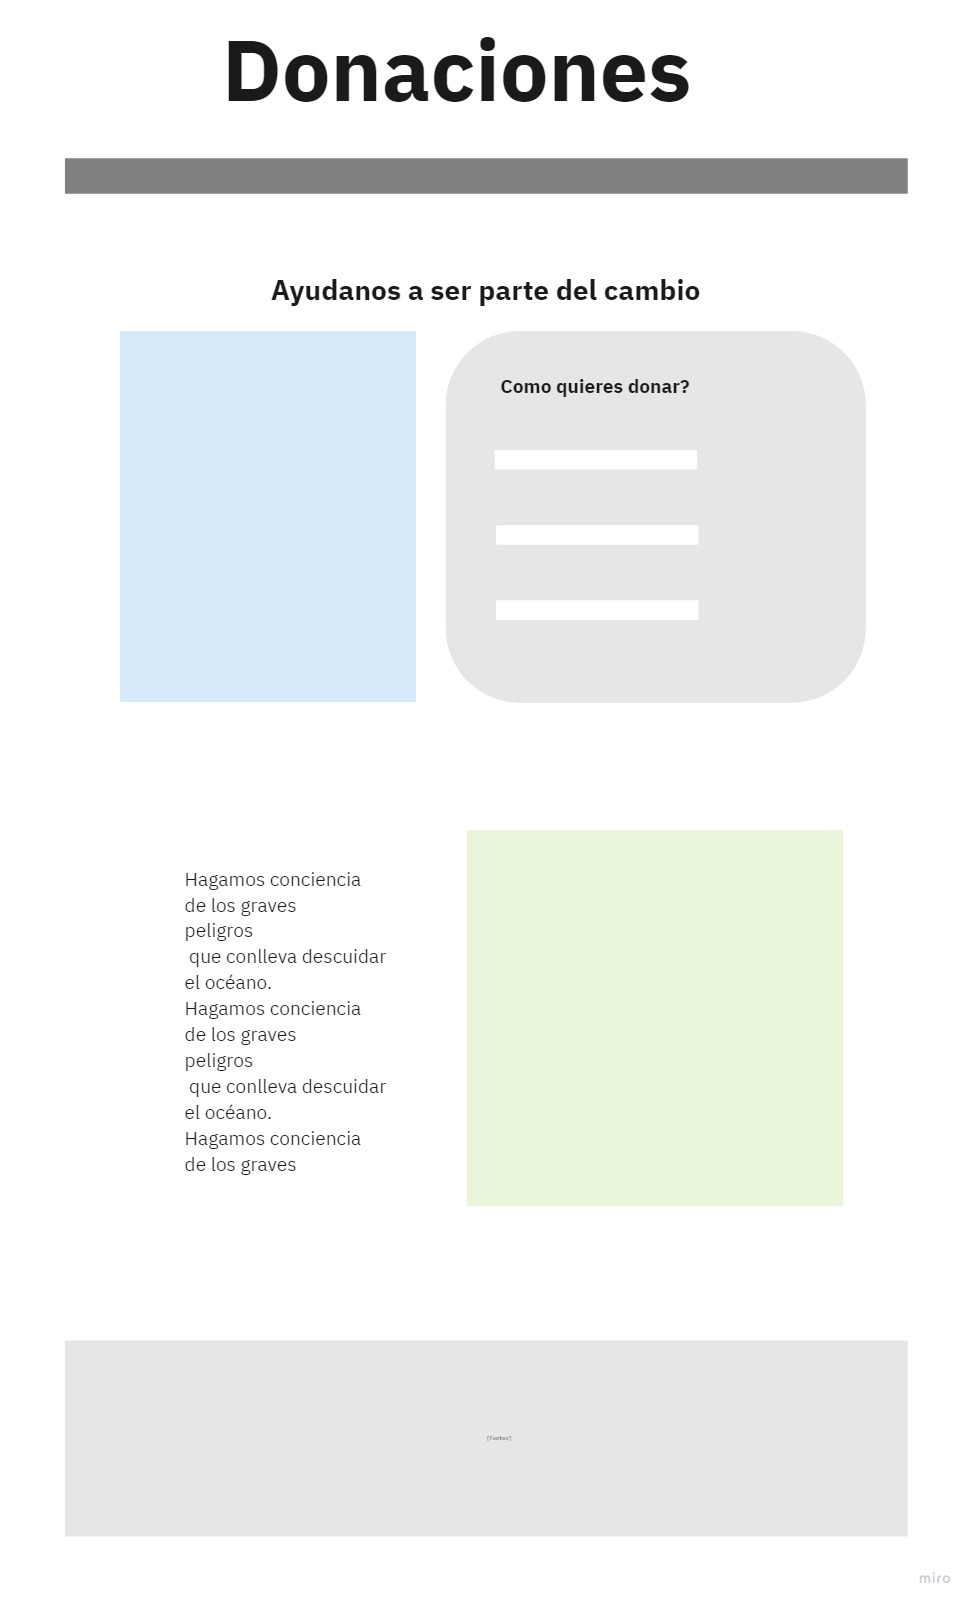 Donaciones
Ayudanos a ser parte del cambio
Como quieres donar?
Hagamos conciencia
de los graves
peligros
que conlleva descuidar
el océano.
Hagamos conciencia
de los graves
peligros
que conlleva descuidar
el océano.
Hagamos conciencia
de los graves
[Footer]
miro